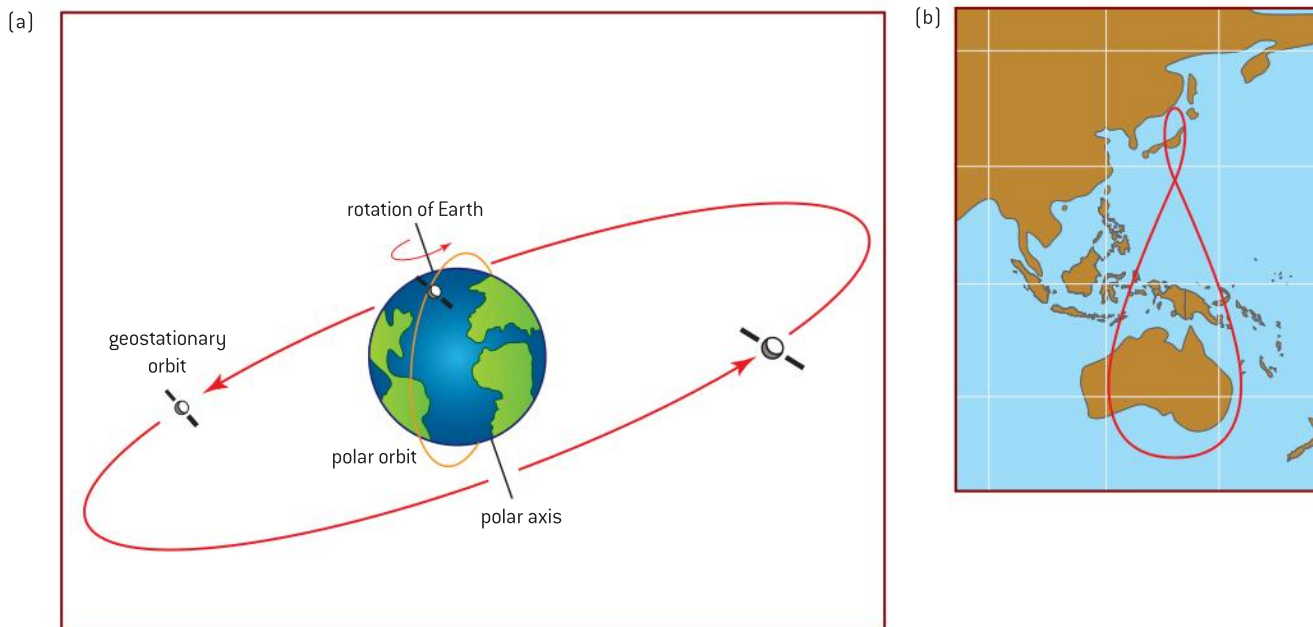 (a)
(b)
rotation of Earth
geostationary
orbit
polar orbit
polar axis